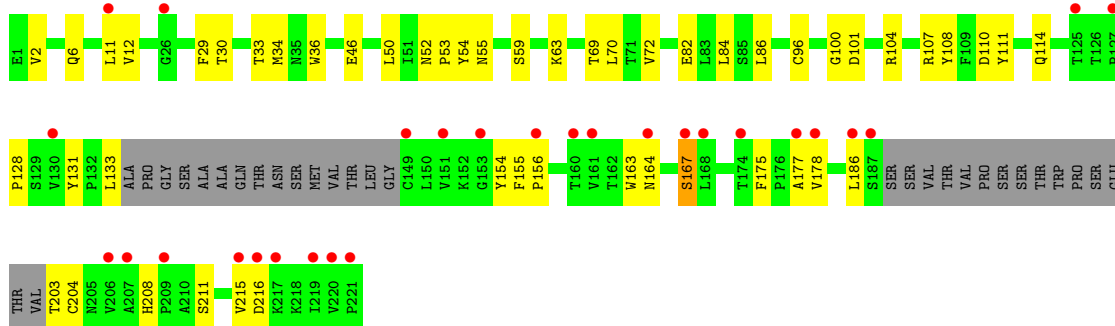 E1 V2 Q6 L11 V12 G26 F29 T30 T33 M34 N35 W36 E46 L50 I51 N52 P53 Y54 N55 S59 K63 T69 L70 T71 V72 E82 L83 L84 S85 L86 C96 G100 D101 R104 R107 Y108 F109 D110 Y111 Q114 T125 T126 P127
P128 S129 V130 Y131 P132 L133 ALA PRO GLY SER ALA ALA GLN THR ASN SER MET VAL THR LEU GLY C149 L150 V151 K152 G153 Y154 F155 P156 T160 V161 T162 W163 N164 S167 L168 T174 F175 P176 A177 V178 L186 S187 SER SER VAL THR VAL PRO SER SER THR TRP PRO SER GLU
THR VAL T203 C204 N205 V206 A207 H208 P209 A210 S211 V215 D216 K217 K218 I219 V220 P221